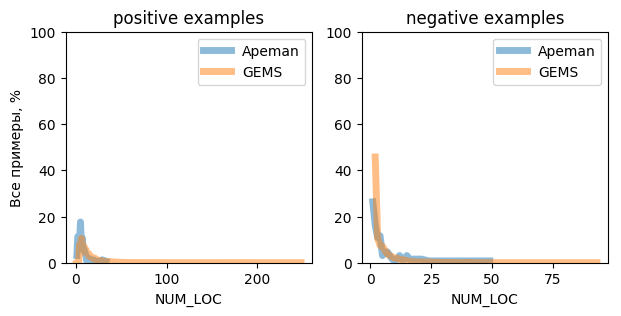 positive examples
negative examples
100
80
60
40
20
0
Все примеры, %
Apeman
GEMS
0
100
200
NUM_LOC
100
80
60
40
20
0
Apeman
GEMS
0
25
50
75
NUM_LOC